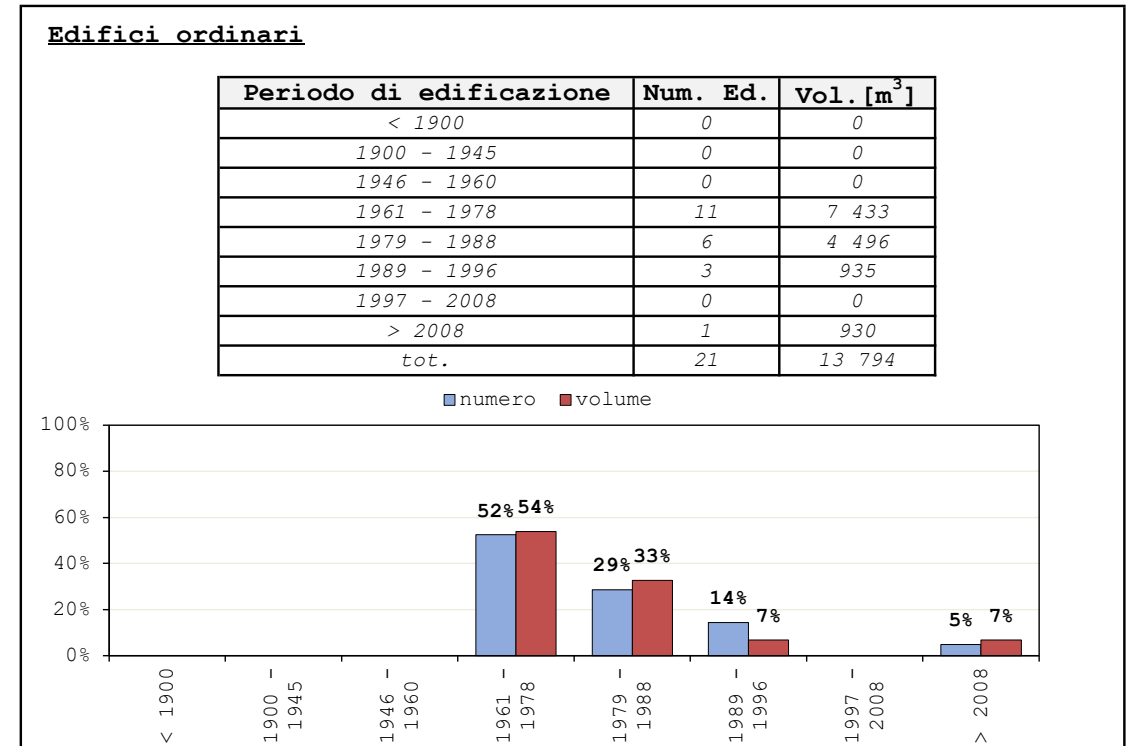 Edifici ordinari
Periodo di edificazione Num. Ed. Vol.[m³]
< 1900 0 0
1900 - 1945 0 0
1946 - 1960 0 0
1961 - 1978 11 7 433
1979 - 1988 6 4 496
1989 - 1996 3 935
1997 - 2008 0 0
> 2008 1 930
tot. 21 13 794
numero volume
100%
80%
60%
40%
20%
0%
52% 54%
29% 33%
14% 7%
5% 7%
< 1900
1900 -
1945
1946 -
1960
1961 -
1978
1979 -
1988
1989 -
1996
1997 -
2008
> 2008